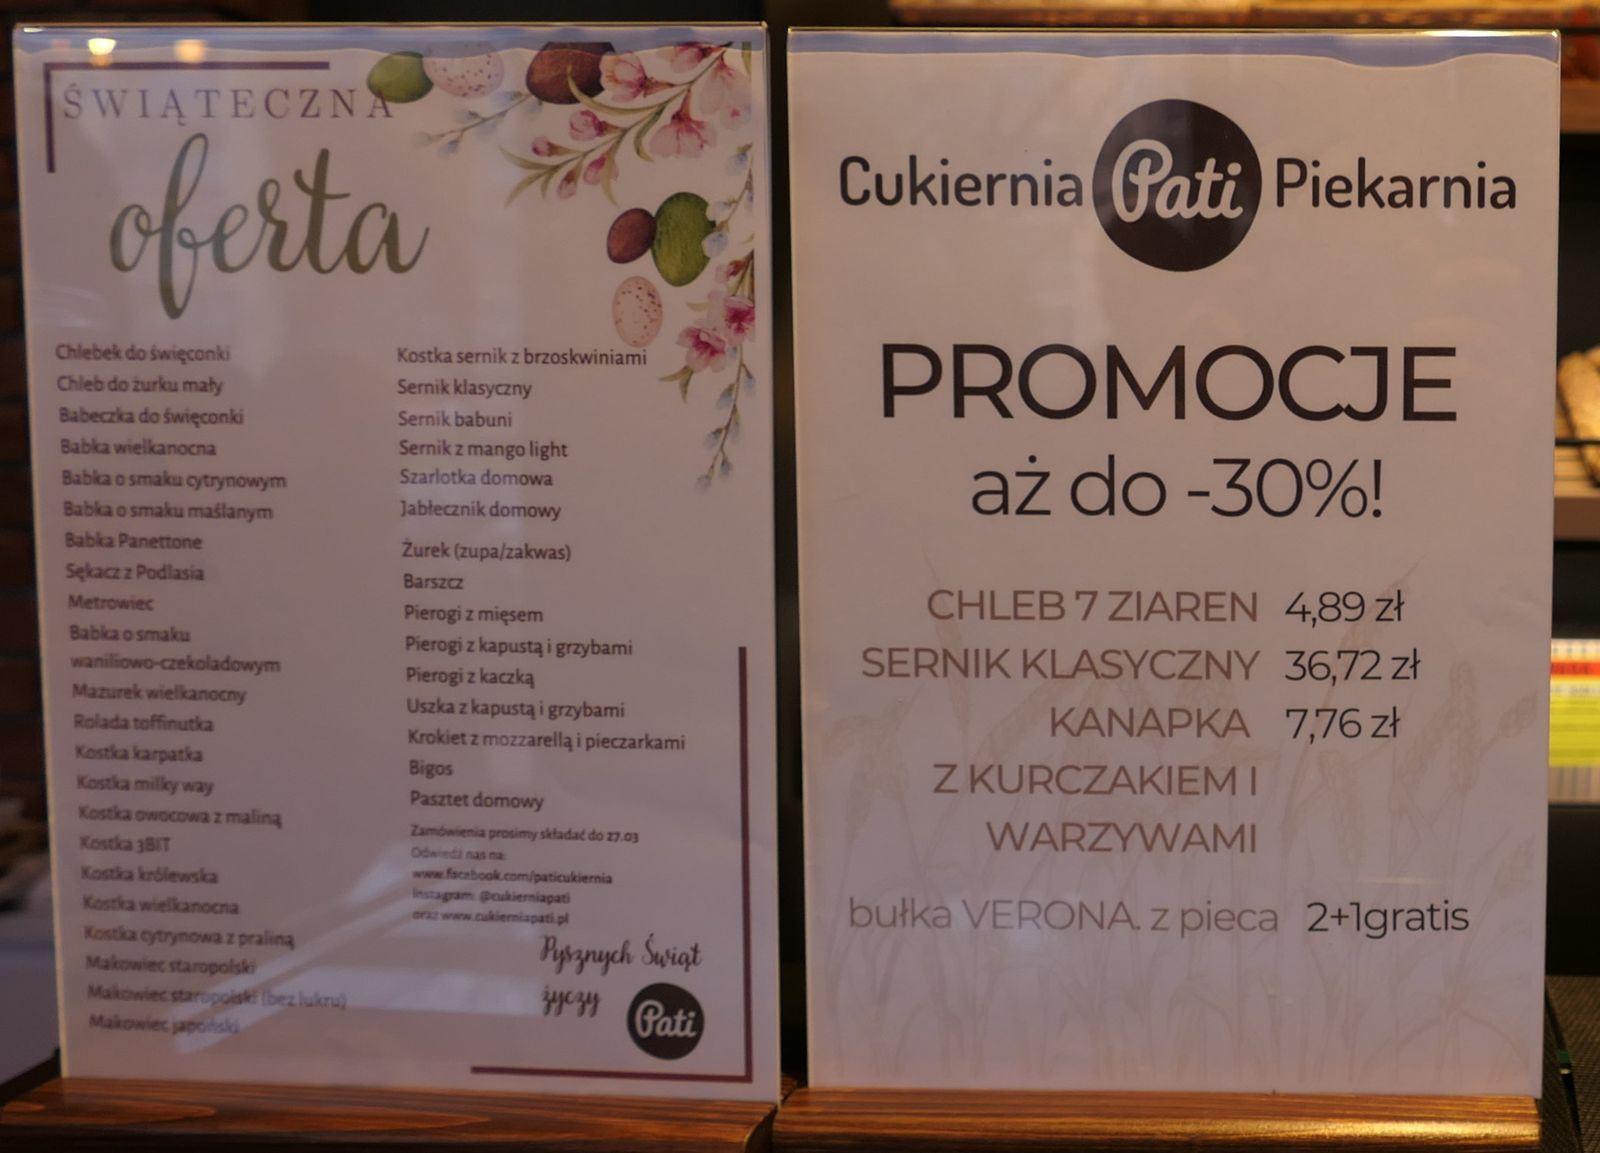 ŚWIĄTECZNA
oferta
Chlebek do święconki
Chleb do żurku mały
Babeczka do święconki
Babka wielkanocna
Babka o smaku cytrynowym
Babka o smaku maślanym
Babka Panettone
Sękacz z Podlasia
Metrowiec
Babka o smaku
waniliowo-czekoladowym
Mazurek wielkanocny
Rolada toffinutka
Kostka karpatka
Kostka milky way
Kostka owocowa z maliną
Kostka 3BIT
Kostka królewska
Kostka wielkanocna
Kostka cytrynowa z praliną
Makowiec staropolski
Makowiec staropolski (bez lukru)
Makowiec japoński
Kostka sernik z brzoskwiniami
Sernik klasyczny
Sernik babuni
Sernik z mango light
Szarlotka domowa
Jabłecznik domowy
Żurek (zupa/zakwas)
Barszcz
Pierogi z mięsem
Pierogi z kapustą i grzybami
Pierogi z kaczką
Uszka z kapustą i grzybami
Krokiet z mozzarellą i pieczarkami
Bigos
Pasztet domowy
Zamówienia prosimy składać do 27.03
Odwiedź nas na:
www.facebook.com/paticukiernia
Instagram: @cukierniapati
oraz www.cukierniapati.pl
Pysznych Świąt
życzy
Pati
Cukiernia Pati Piekarnia
PROMOCJE
aż do -30%!
CHLEB 7 ZIAREN 4,89 zł
SERNIK KLASYCZNY 36,72 zł
KANAPKA 7,76 zł
Z KURCZAKIEM I
WARZYWAMI
bułka VERONA. z pieca 2+1gratis